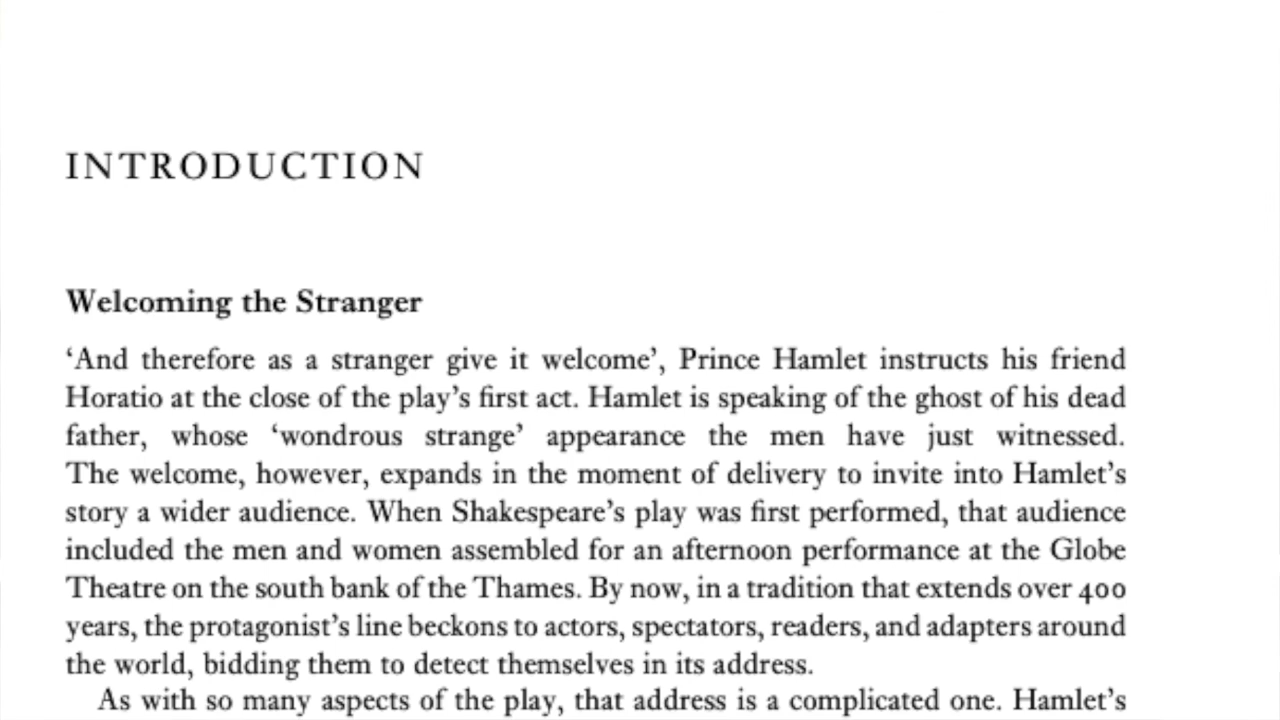 INTRODUCTION
Welcoming the Stranger
‘And therefore as a stranger give it welcome’, Prince Hamlet instructs his friend
Horatio at the close of the play’s first act. Hamlet is speaking of the ghost of his dead
father, whose ‘wondrous strange’ appearance the men have just witnessed.
The welcome, however, expands in the moment of delivery to invite into Hamlet’s
story a wider audience. When Shakespeare’s play was first performed, that audience
included the men and women assembled for an afternoon performance at the Globe
Theatre on the south bank of the Thames. By now, in a tradition that extends over 400
years, the protagonist’s line beckons to actors, spectators, readers, and adapters around
the world, bidding them to detect themselves in its address.
As with so many aspects of the play, that address is a complicated one. Hamlet’s